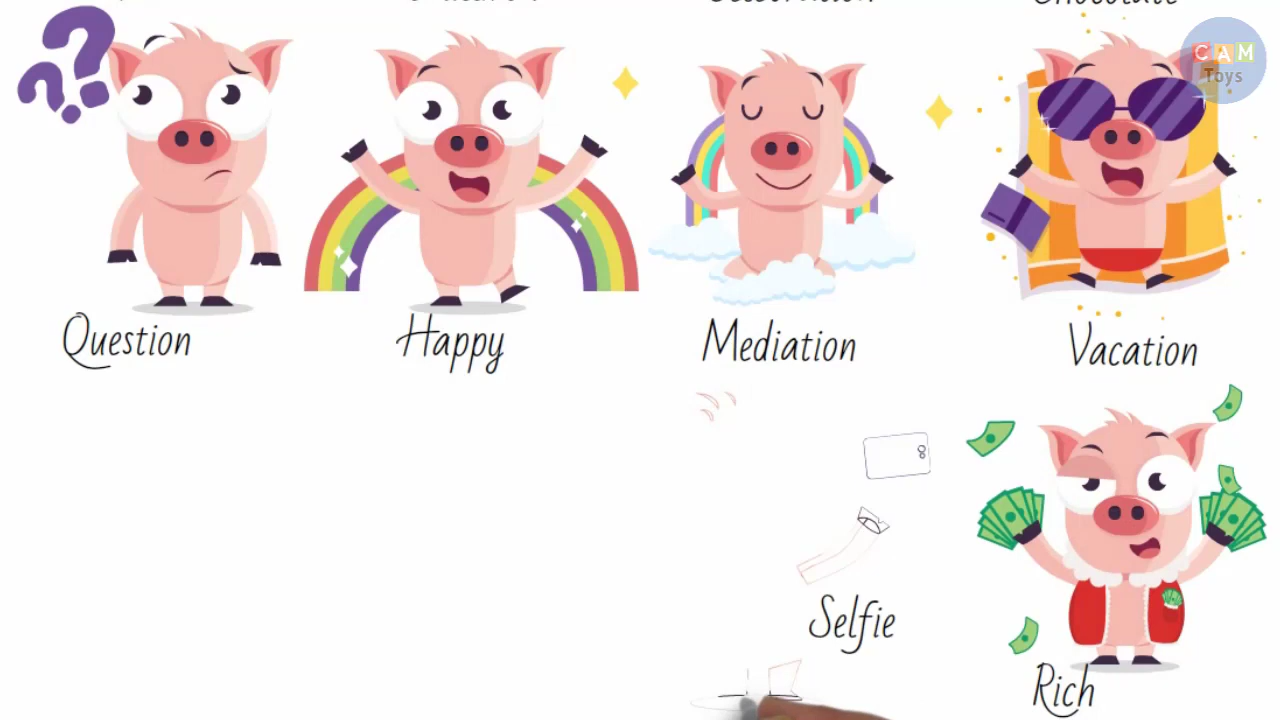 CAM
Toys
Question
Happy
Mediation
Vacation
Selfie
Rich